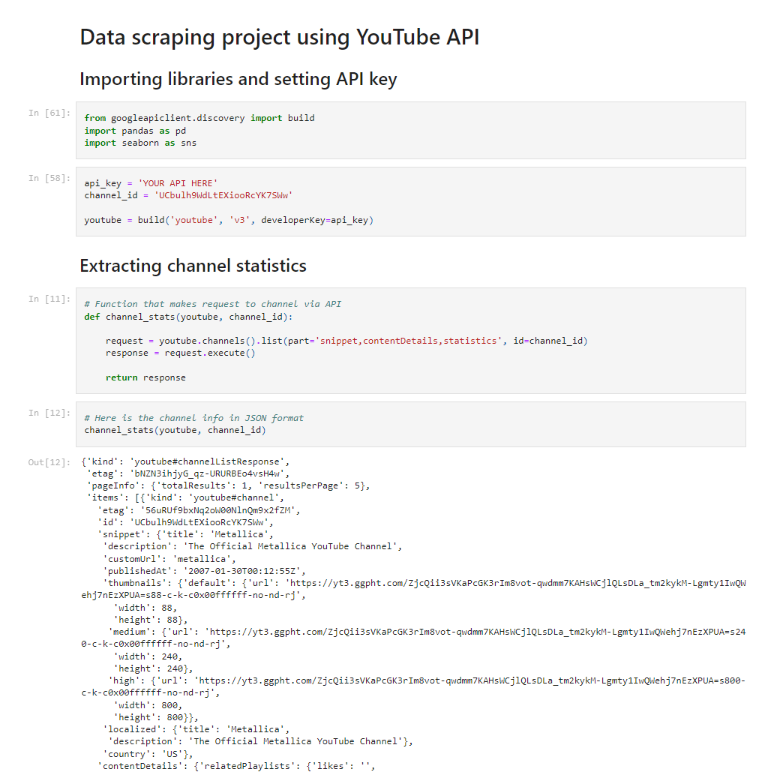 Data scraping project using YouTube API
Importing libraries and setting API key
In [61]:
from googleapiclient.discovery import build
import pandas as pd
import seaborn as sns
In [58]:
api_key = 'YOUR API HERE'
channel_id = 'UCbulh9WdLtEXiooRcYK7SWw'
youtube = build('youtube', 'v3', developerKey=api_key)
Extracting channel statistics
In [11]:
# Function that makes request to channel via API
def channel_stats(youtube, channel_id):
request = youtube.channels().list(part='snippet,contentDetails,statistics', id=channel_id)
response = request.execute()
return response
In [12]:
# Here is the channel info in JSON format
channel_stats(youtube, channel_id)
Out[12]:
{'kind': 'youtube#channelListResponse',
'etag': 'bNZN3ihjyG_qz-URURBEo4vsH4w',
'pageInfo': {'totalResults': 1, 'resultsPerPage': 5},
'items': [{'kind': 'youtube#channel',
'etag': '56uRUf9bxNq2oW00NlnQm9x2fZM',
'id': 'UCbulh9WdLtEXiooRcYK7SWw',
'snippet': {'title': 'Metallica',
'description': 'The Official Metallica YouTube Channel',
'customUrl': 'metallica',
'publishedAt': '2007-01-30T00:12:55Z',
'thumbnails': {'default': {'url': 'https://yt3.ggpht.com/ZjcQii3sVKaPcGK3rIm8vot-qwdmm7KAHsWCjlQLsDLa_tm2kykM-Lgmty1IwQW
ehj7nEzXPUA=s88-c-k-c0x00ffffff-no-nd-rj',
'width': 88,
'height': 88},
'medium': {'url': 'https://yt3.ggpht.com/ZjcQii3sVKaPcGK3rIm8vot-qwdmm7KAHsWCjlQLsDLa_tm2kykM-Lgmty1IwQWehj7nEzXPUA=s24
0-c-k-c0x00ffffff-no-nd-rj',
'width': 240,
'height': 240},
'high': {'url': 'https://yt3.ggpht.com/ZjcQii3sVKaPcGK3rIm8vot-qwdmm7KAHsWCjlQLsDLa_tm2kykM-Lgmty1IwQWehj7nEzXPUA=s800-
c-k-c0x00ffffff-no-nd-rj',
'width': 800,
'height': 800}},
'localized': {'title': 'Metallica',
'description': 'The Official Metallica YouTube Channel'},
'country': 'US'},
'contentDetails': {'relatedPlaylists': {'likes': '',